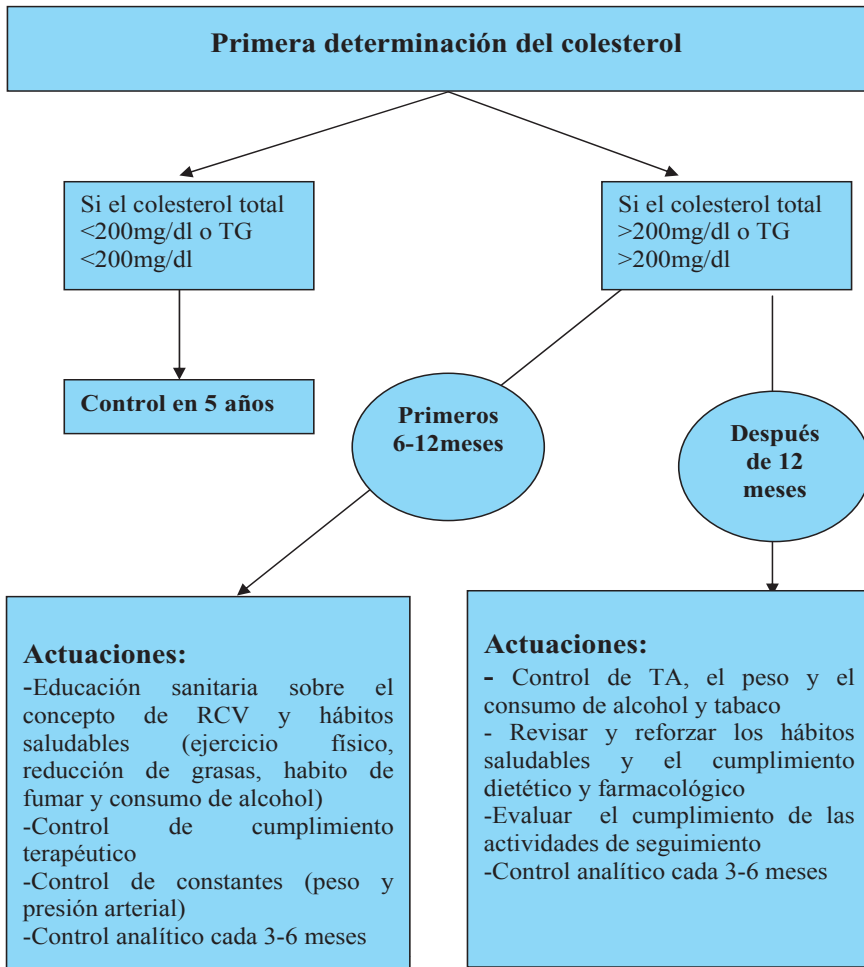 Primera determinación del colesterol
Si el colesterol total
<200mg/dl o TG
<200mg/dl
Si el colesterol total
>200mg/dl o TG
>200mg/dl
Control en 5 años
Primeros
6-12meses
Después
de 12
meses
Actuaciones:
-Educación sanitaria sobre el
concepto de RCV y hábitos
saludables (ejercicio físico,
reducción de grasas, habito de
fumar y consumo de alcohol)
-Control de cumplimiento
terapéutico
-Control de constantes (peso y
presión arterial)
-Control analítico cada 3-6 meses
Actuaciones:
- Control de TA, el peso y el
consumo de alcohol y tabaco
- Revisar y reforzar los hábitos
saludables y el cumplimiento
dietético y farmacológico
-Evaluar el cumplimiento de las
actividades de seguimiento
-Control analítico cada 3-6 meses